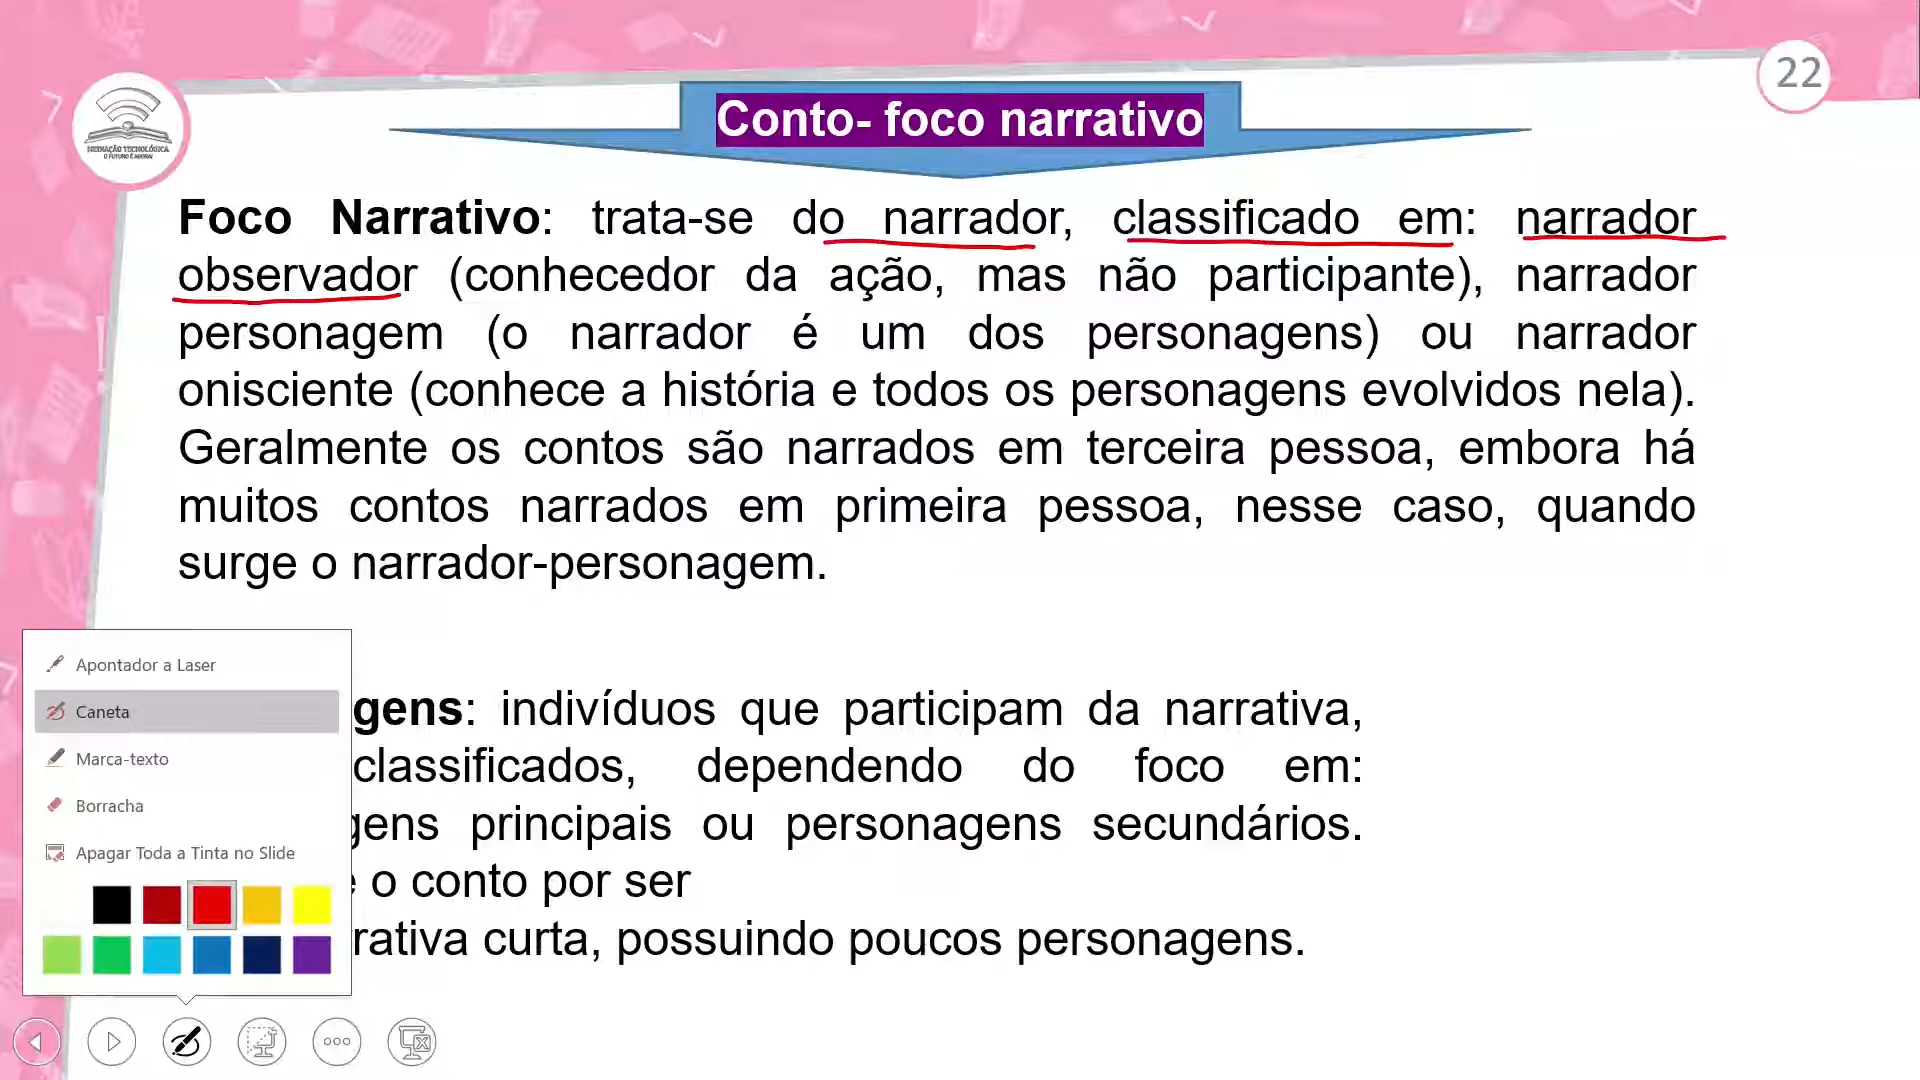 22
MEDIAÇÃO TECNOLÓGICA
O FUTURO É AGORA!
Conto- foco narrativo
Foco Narrativo: trata-se do narrador, classificado em: narrador
observador (conhecedor da ação, mas não participante), narrador
personagem (o narrador é um dos personagens) ou narrador
onisciente (conhece a história e todos os personagens evolvidos nela).
Geralmente os contos são narrados em terceira pessoa, embora há
muitos contos narrados em primeira pessoa, nesse caso, quando
surge o narrador-personagem.
gens: indivíduos que participam da narrativa,
classificados, dependendo do foco em:
gens principais ou personagens secundários.
e o conto por ser
rativa curta, possuindo poucos personagens.
Apontador a Laser
Caneta
Marca-texto
Borracha
Apagar Toda a Tinta no Slide